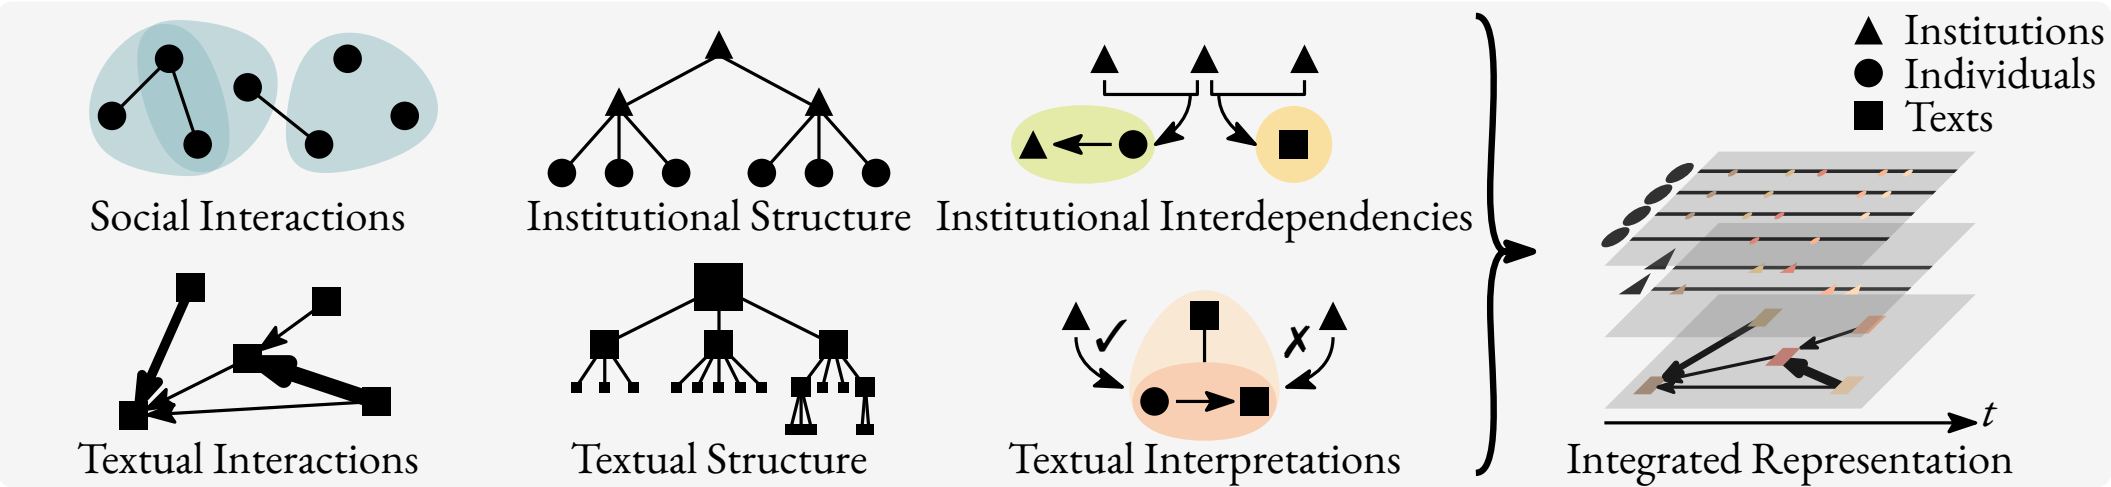 Institutions
Individuals
Texts
Social Interactions
Institutional Structure
Institutional Interdependencies
✓
✗
t
Textual Interactions
Textual Structure
Textual Interpretations
Integrated Representation